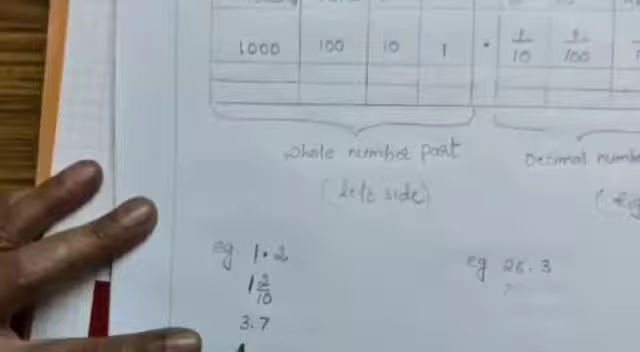 1000 100 10 1 . 1/10 1/100
whole number part
Decimal numbe
(left side)
eg 1.2
1 2/10
3.7
eg 26.3